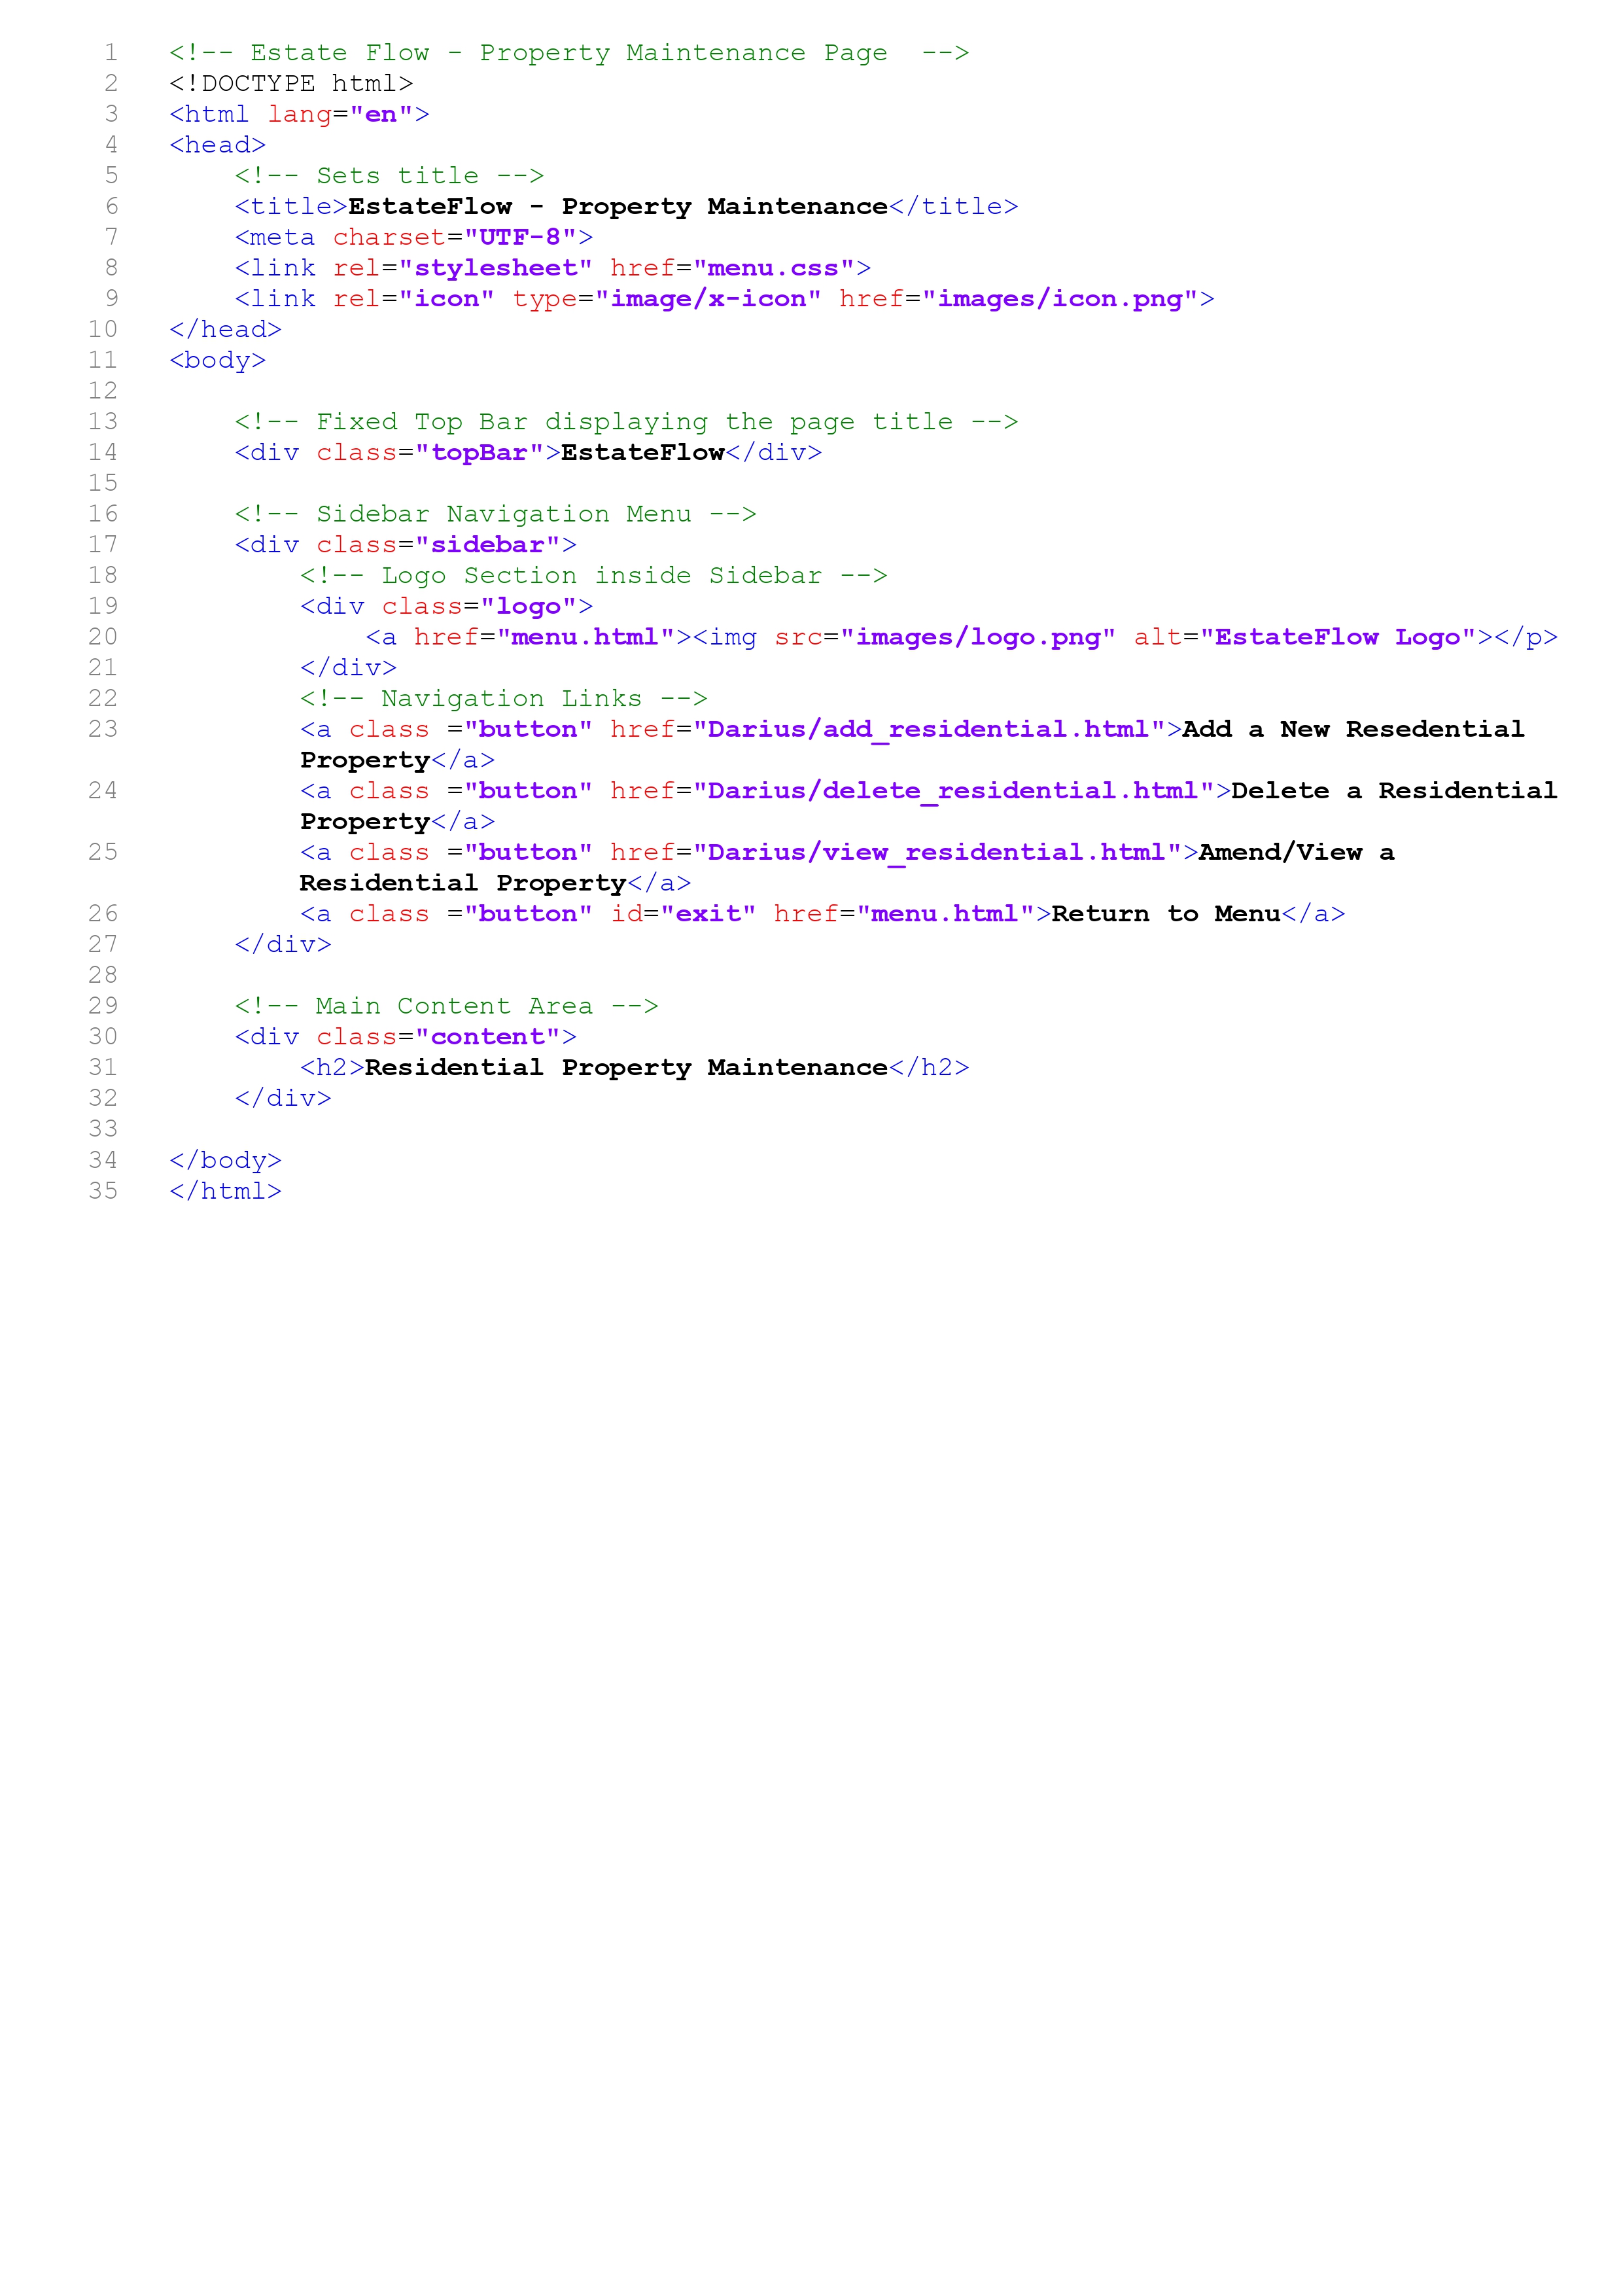 1 <!-- Estate Flow - Property Maintenance Page  -->
2 <!DOCTYPE html>
3 <html lang="en">
4 <head>
5     <!-- Sets title -->
6     <title>EstateFlow - Property Maintenance</title>
7     <meta charset="UTF-8">
8     <link rel="stylesheet" href="menu.css">
9     <link rel="icon" type="image/x-icon" href="images/icon.png">
10 </head>
11 <body>
12
13     <!-- Fixed Top Bar displaying the page title -->
14     <div class="topBar">EstateFlow</div>
15
16     <!-- Sidebar Navigation Menu -->
17     <div class="sidebar">
18         <!-- Logo Section inside Sidebar -->
19         <div class="logo">
20             <a href="menu.html"><img src="images/logo.png" alt="EstateFlow Logo"></p>
21         </div>
22         <!-- Navigation Links -->
23         <a class ="button" href="Darius/add_residential.html">Add a New Resedential
Property</a>
24         <a class ="button" href="Darius/delete_residential.html">Delete a Residential
Property</a>
25         <a class ="button" href="Darius/view_residential.html">Amend/View a
Residential Property</a>
26         <a class ="button" id="exit" href="menu.html">Return to Menu</a>
27     </div>
28
29     <!-- Main Content Area -->
30     <div class="content">
31         <h2>Residential Property Maintenance</h2>
32     </div>
33
34 </body>
35 </html>